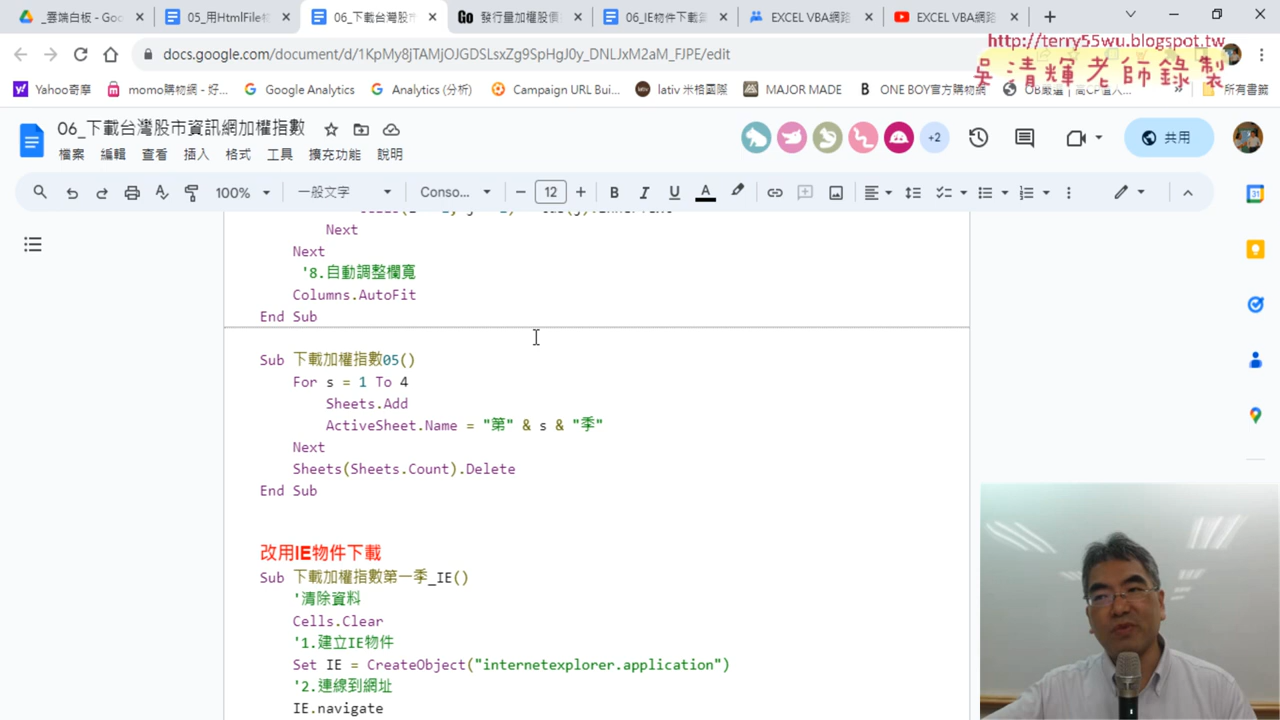 _雲端白板 - Goo
05_用HtmlFile物
06_下載台灣股市
發行量加權股價
06_IE物件下載
EXCEL VBA網路
EXCEL VBA網路
docs.google.com/document/d/1KpMy8jTAMjOJGDSLsxZg9SpHgJ0y_DNLJxM2aM_FJPE/edit
http://terry55wu.blogspot.tw
吳清輝老師錄製
Yahoo奇摩
momo購物網 - 好...
Google Analytics
Analytics (分析)
Campaign URL Bui...
lativ 米格國際
MAJOR MADE
ONE BOY官方購物網
OB嚴選
所有書籤
06_下載台灣股市資訊網加權指數
檔案 編輯 查看 插入 格式 工具 擴充功能 說明
+2
共用
100% 一般文字 Conso... 12
Next
Next
'8.自動調整欄寬
Columns.AutoFit
End Sub
Sub 下載加權指數05()
For s = 1 To 4
Sheets.Add
ActiveSheet.Name = "第" & s & "季"
Next
Sheets(Sheets.Count).Delete
End Sub
改用IE物件下載
Sub 下載加權指數第一季_IE()
'清除資料
Cells.Clear
'1.建立IE物件
Set IE = CreateObject("internetexplorer.application")
'2.連線到網址
IE.navigate